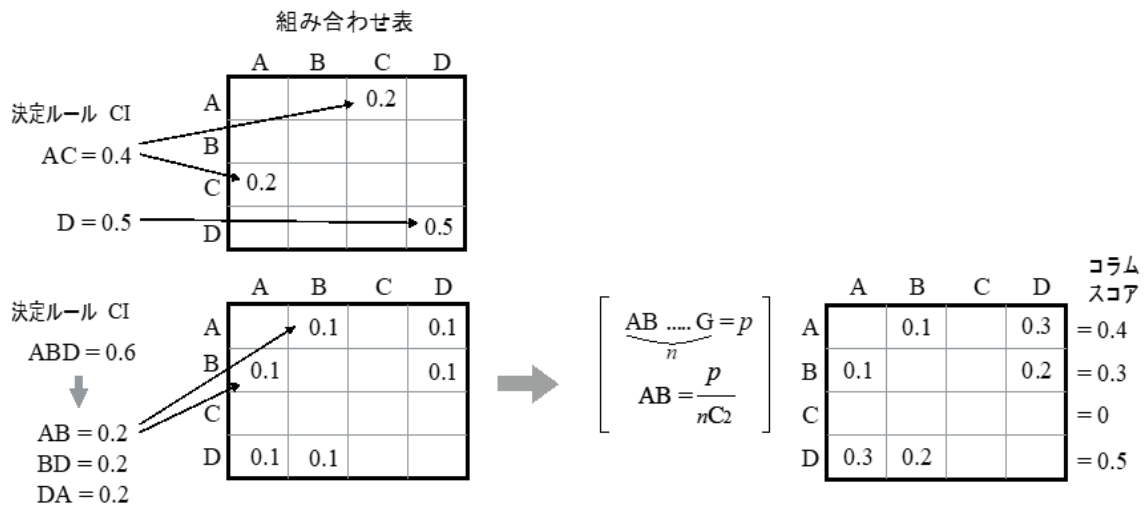 組み合わせ表
A B C D
決定ルール CI
A 0.2
B
AC = 0.4
C 0.2
D = 0.5
D 0.5
A B C D
決定ルール CI
A 0.1 0.1
ABD = 0.6
B 0.1 0.1
C
AB = 0.2
BD = 0.2
D 0.1 0.1
DA = 0.2
AB ..... G = p
n
AB = p / nC2
コラム
スコア
A B C D
A 0.1 0.3 = 0.4
B 0.1 0.2 = 0.3
C = 0
D 0.3 0.2 = 0.5